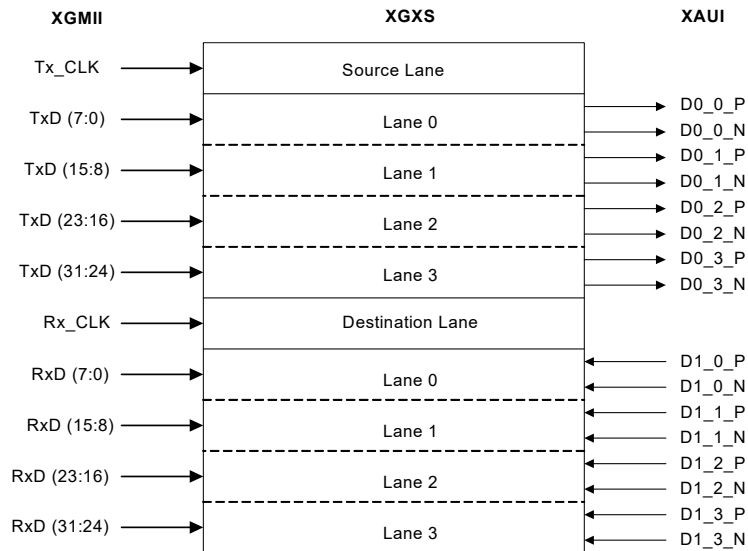 XGMII XGXS XAUI
Tx_CLK Source Lane
D0_0_P
TxD (7:0) Lane 0
D0_0_N
D0_1_P
TxD (15:8) Lane 1
D0_1_N
D0_2_P
TxD (23:16) Lane 2
D0_2_N
D0_3_P
TxD (31:24) Lane 3
D0_3_N
Rx_CLK Destination Lane
D1_0_P
RxD (7:0) Lane 0
D1_0_N
D1_1_P
RxD (15:8) Lane 1
D1_1_N
D1_2_P
RxD (23:16) Lane 2
D1_2_N
D1_3_P
RxD (31:24) Lane 3
D1_3_N